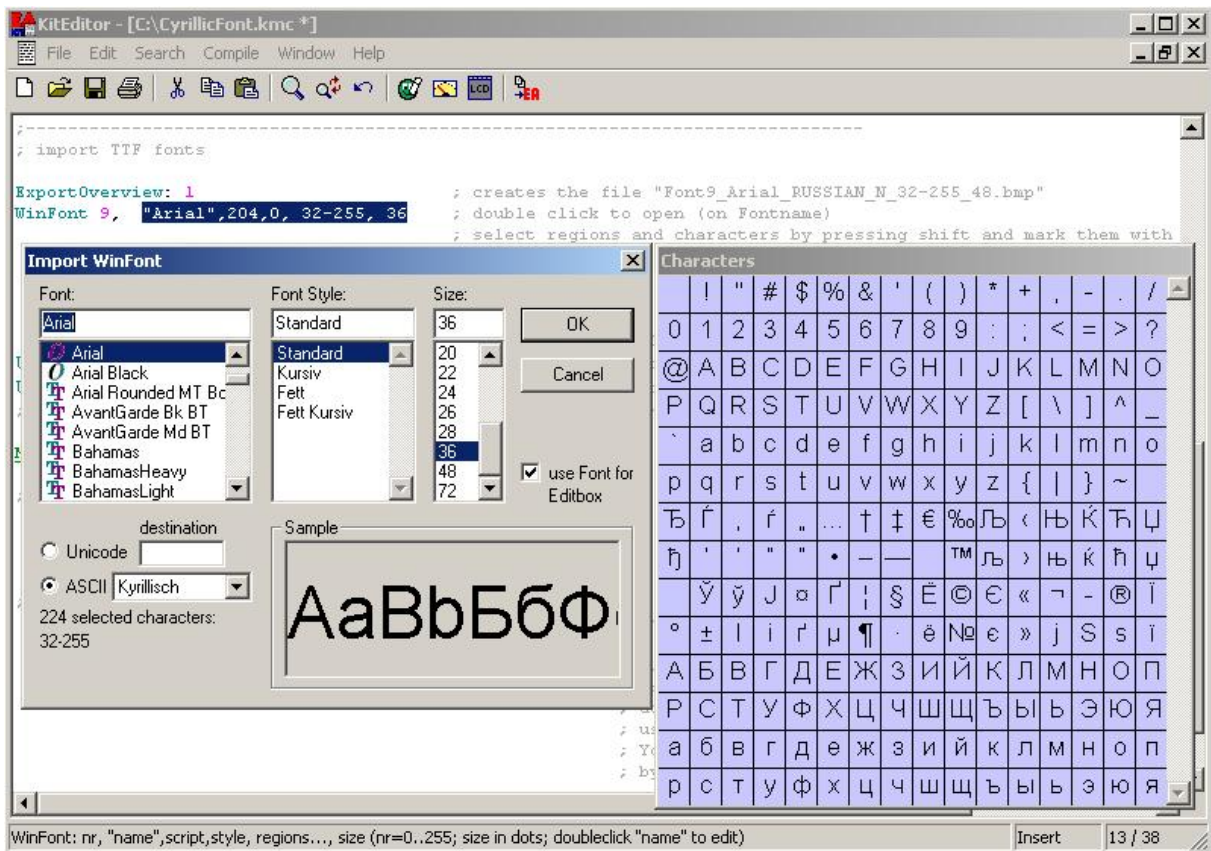 KitEditor - [C:\CyrillicFont.kmc *]
File Edit Search Compile Window Help
LCD EA
;------------------------------------------------------------------------------
; import TTF fonts
ExportOverview: 1 ; creates the file "Font9_Arial_RUSSIAN_N_32-255_48.bmp"
WinFont 9, "Arial",204,0, 32-255, 36 ; double click to open (on Fontname)
; select regions and characters by pressing shift and mark them with
Import WinFont
Font: Font Style: Size:
Arial Standard 36 OK
Arial Standard 20
Arial Black Kursiv 22 Cancel
Arial Rounded MT Bo Fett 24
AvantGarde Bk BT Fett Kursiv 26
AvantGarde Md BT 28
Bahamas 36
BahamasHeavy 48 use Font for
BahamasLight 72 Editbox
destination Sample
Unicode
ASCII Kyrillisch
224 selected characters:
32-255
AaBbБбФ
Characters
! " # $ % & ' ( ) * + , - . /
0 1 2 3 4 5 6 7 8 9 : ; < = > ?
@ A B C D E F G H I J K L M N O
P Q R S T U V W X Y Z [ \ ] ^ _
` a b c d e f g h i j k l m n o
p q r s t u v w x y z { | } ~
Ђ Ѓ ‚ ѓ „ … † ‡ € ‰ Љ ‹ Њ Ќ Ћ Џ
ђ ‘ ’ “ ” • – — ™ љ › њ ќ ћ џ
Ў ў Ј ¤ Ґ ¦ § Ё © Є « ¬ - ® Ї
° ± І і ґ µ ¶ · ё № є » ј Ѕ ѕ ї
А Б В Г Д Е Ж З И Й К Л М Н О П
Р С Т У Ф Х Ц Ч Ш Щ Ъ Ы Ь Э Ю Я
а б в г д е ж з и й к л м н о п
р с т у ф х ц ч ш щ ъ ы ь э ю я
WinFont: nr, "name",script,style, regions..., size (nr=0..255; size in dots; doubleclick "name" to edit) Insert 13 / 38